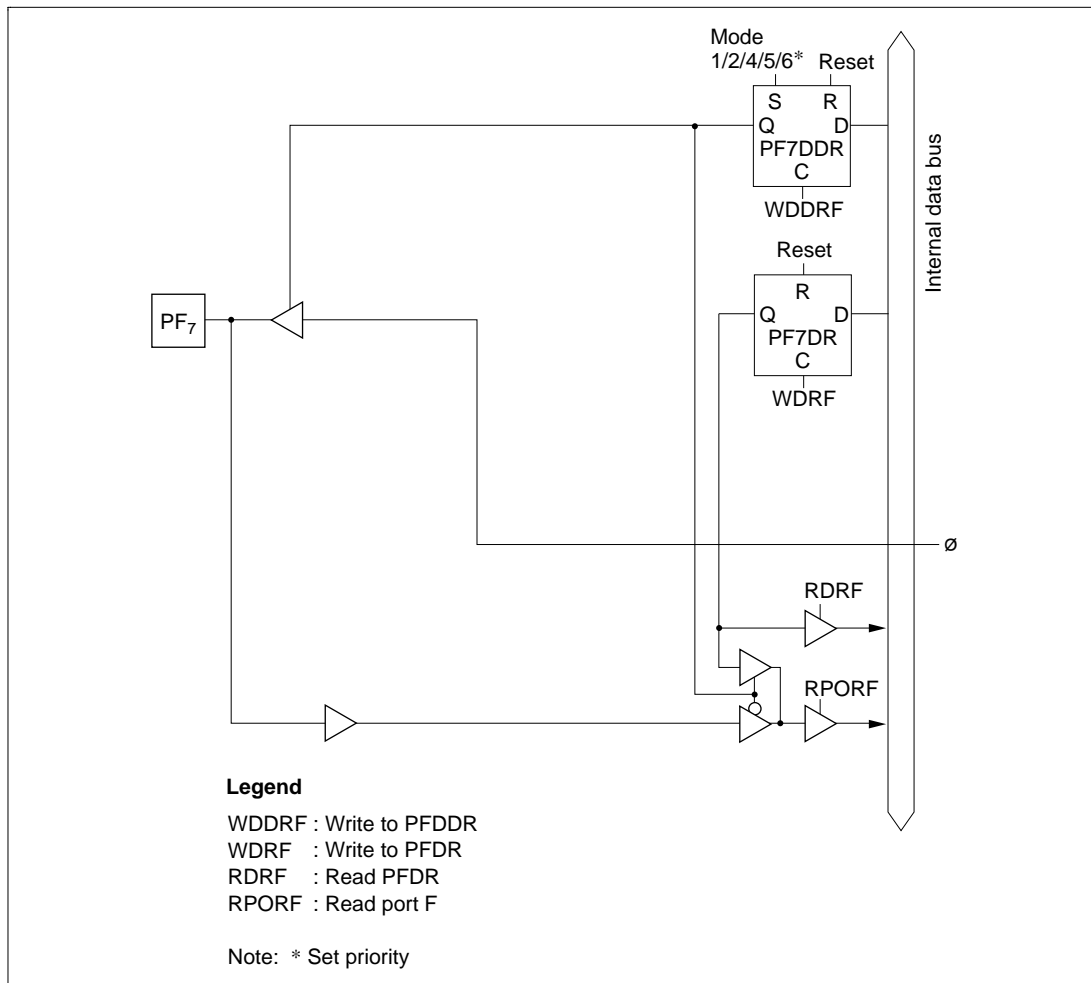 Mode
1/2/4/5/6* Reset
S R
Q D
PF7DDR
C
WDDRF
Internal data bus
Reset
R
Q D
PF7DR
C
WDRF
PF7
ø
RDRF
RPORF
Legend
WDDRF : Write to PFDDR
WDRF : Write to PFDR
RDRF : Read PFDR
RPORF : Read port F
Note: * Set priority